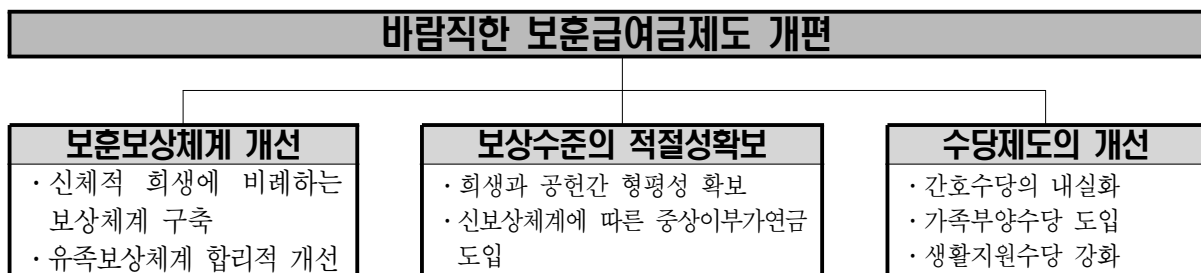 바람직한 보훈급여금제도 개편
보훈보상체계 개선
· 신체적 희생에 비례하는
보상체계 구축
· 유족보상체계 합리적 개선
보상수준의 적절성확보
· 희생과 공헌간 형평성 확보
· 신보상체계에 따른 중상이부가연금
도입
수당제도의 개선
· 간호수당의 내실화
· 가족부양수당 도입
· 생활지원수당 강화